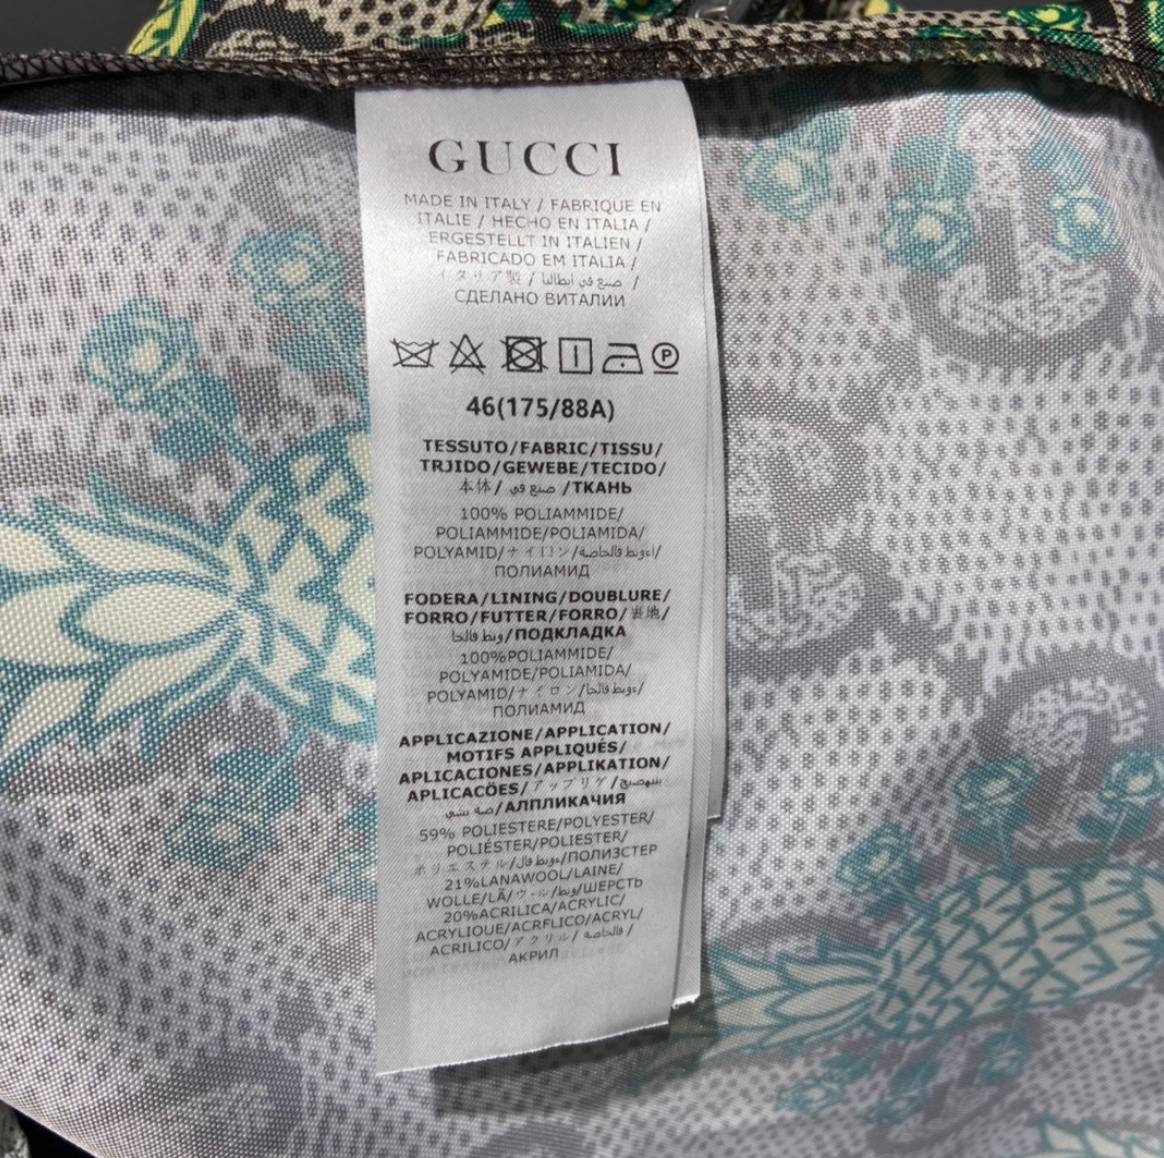 GUCCI
MADE IN ITALY / FABRIQUE EN
ITALIE / HECHO EN ITALIA /
ERGESTELLT IN ITALIEN /
FABRICADO EM ITALIA /
イタリア製 / صنع في ايطاليا /
СДЕЛАНО ВИТАЛИИ
P
46(175/88A)
TESSUTO/FABRIC/TISSU/
TRJIDO/GEWEBE/TECIDO/
本体/ صنع في /ТКАНЬ
100% POLIAMMIDE/
POLIAMMIDE/POLIAMIDA/
POLYAMID/ナイロン/
ПОЛИАМИД
FODERA/LINING/DOUBLURE/
FORRO/FUTTER/FORRO/裏地/
/ПОДКЛАДКА
100%POLIAMMIDE/
POLYAMIDE/POLIAMIDA/
POLYAMID/ナイロン/
ПОЛИАМИД
APPLICAZIONE/APPLICATION/
MOTIFS APPLIQUÉS/
APLICACIONES/APPLIKATION/
APLICACÖES/アップリケ/
/АЛПЛИКАЧИЯ
59% POLIESTERE/POLYESTER/
POLIÉSTER/POLIESTER/
ポリエステル/ПОЛИЗСТЕР
21%LANAWOOL/LAINE/
WOLLE/LÃ/ウール/ШЕРСТЬ
20%ACRILICA/ACRYLIC/
ACRYLIQUE/ACRFLICO/ACRYL/
ACRILICO/アクリル/
АКРИЛ